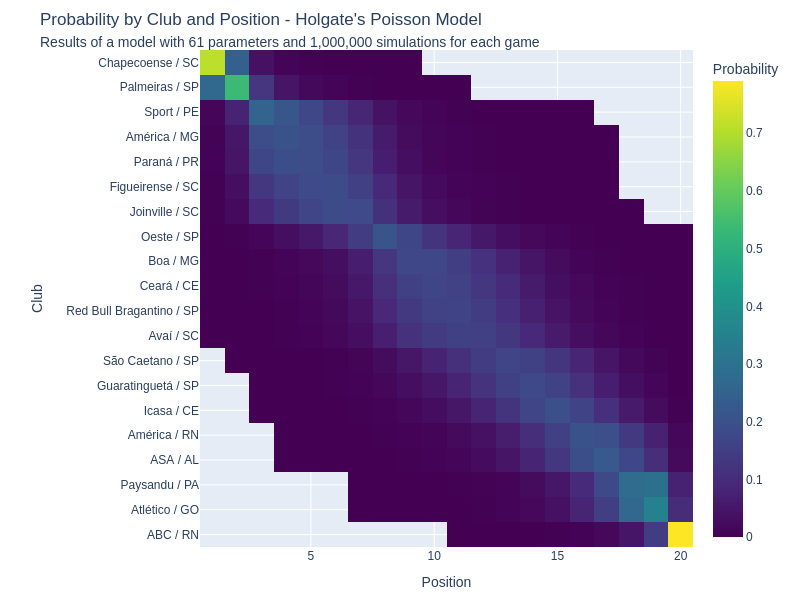 Probability by Club and Position - Holgate's Poisson Model
Results of a model with 61 parameters and 1,000,000 simulations for each game
Probability
Chapecoense / SC
Palmeiras / SP
Sport / PE
América / MG
Paraná / PR
Figueirense / SC
Joinville / SC
Oeste / SP
Boa / MG
Ceará / CE
Red Bull Bragantino / SP
Avaí / SC
São Caetano / SP
Guaratinguetá / SP
Icasa / CE
América / RN
ASA / AL
Paysandu / PA
Atlético / GO
ABC / RN
Club
5
10
15
20
Position
0.7
0.6
0.5
0.4
0.3
0.2
0.1
0